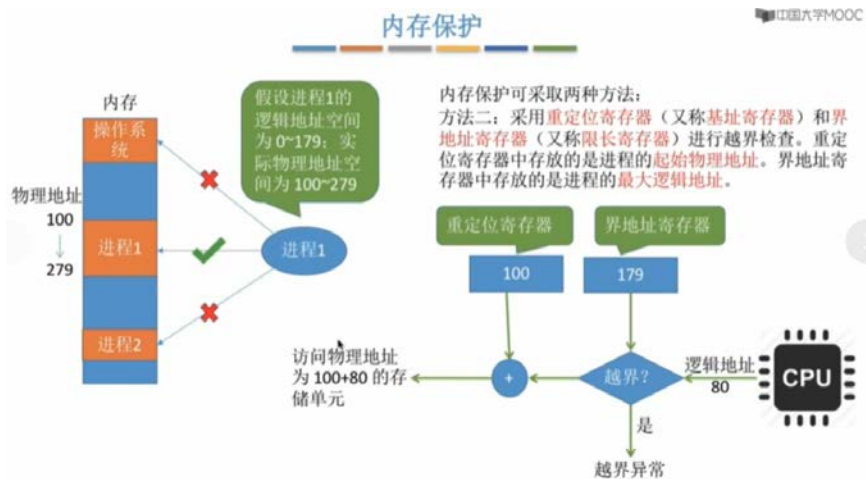 中国大学MOOC
内存保护
内存
操作系
统
物理地址
100
279
进程1
进程2
假设进程1的
逻辑地址空间
为 0~179；实
际物理地址空
间为 100~279
进程1
内存保护可采取两种方法：
方法二：采用重定位寄存器（又称基址寄存器）和界
地址寄存器（又称限长寄存器）进行越界检查。重定
位寄存器中存放的是进程的起始物理地址。界地址寄
存器中存放的是进程的最大逻辑地址。
重定位寄存器
界地址寄存器
100
179
访问物理地址
为 100+80 的存
储单元
+
越界？
逻辑地址
80
CPU
是
越界异常